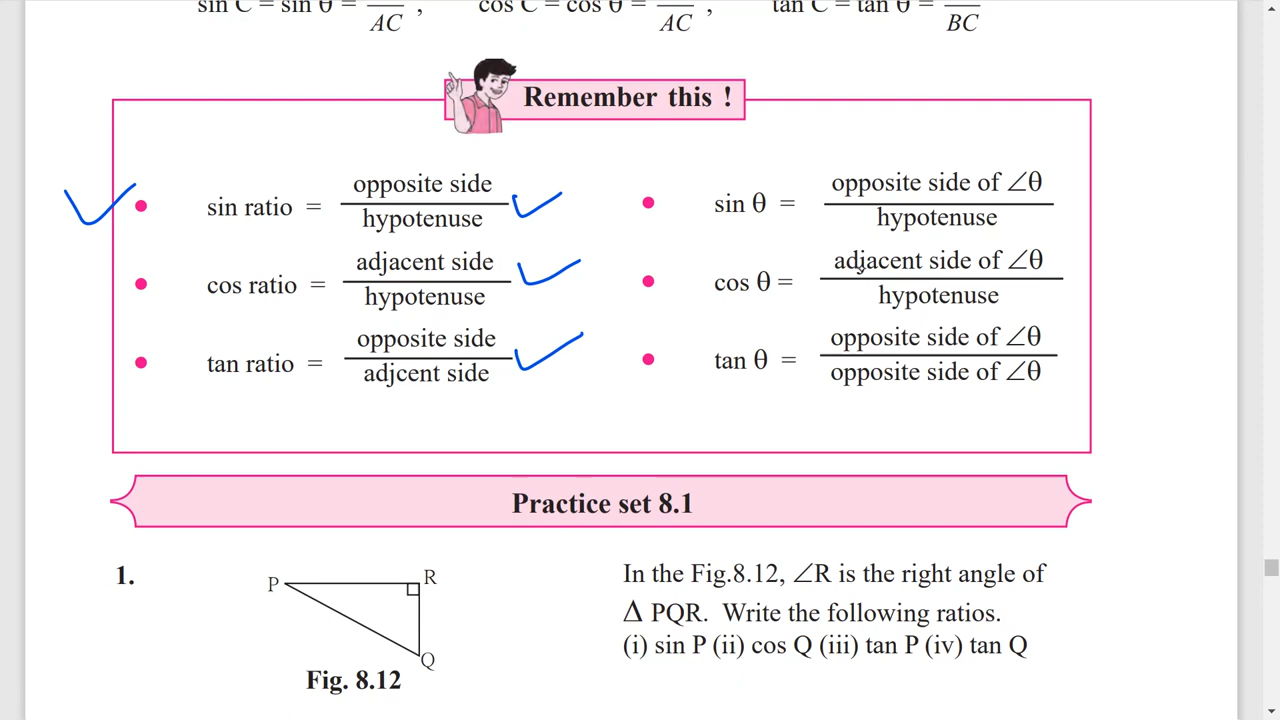 sin C = sin θ = /AC , cos C = cos θ = /AC , tan C = tan θ = /BC
Remember this !
• sin ratio = opposite side/hypotenuse • sin θ = opposite side of ∠θ/hypotenuse
• cos ratio = adjacent side/hypotenuse • cos θ = adjacent side of ∠θ/hypotenuse
• tan ratio = opposite side/adjcent side • tan θ = opposite side of ∠θ/opposite side of ∠θ
Practice set 8.1
1.
P
R
Q
Fig. 8.12
In the Fig.8.12, ∠R is the right angle of
Δ PQR. Write the following ratios.
(i) sin P (ii) cos Q (iii) tan P (iv) tan Q